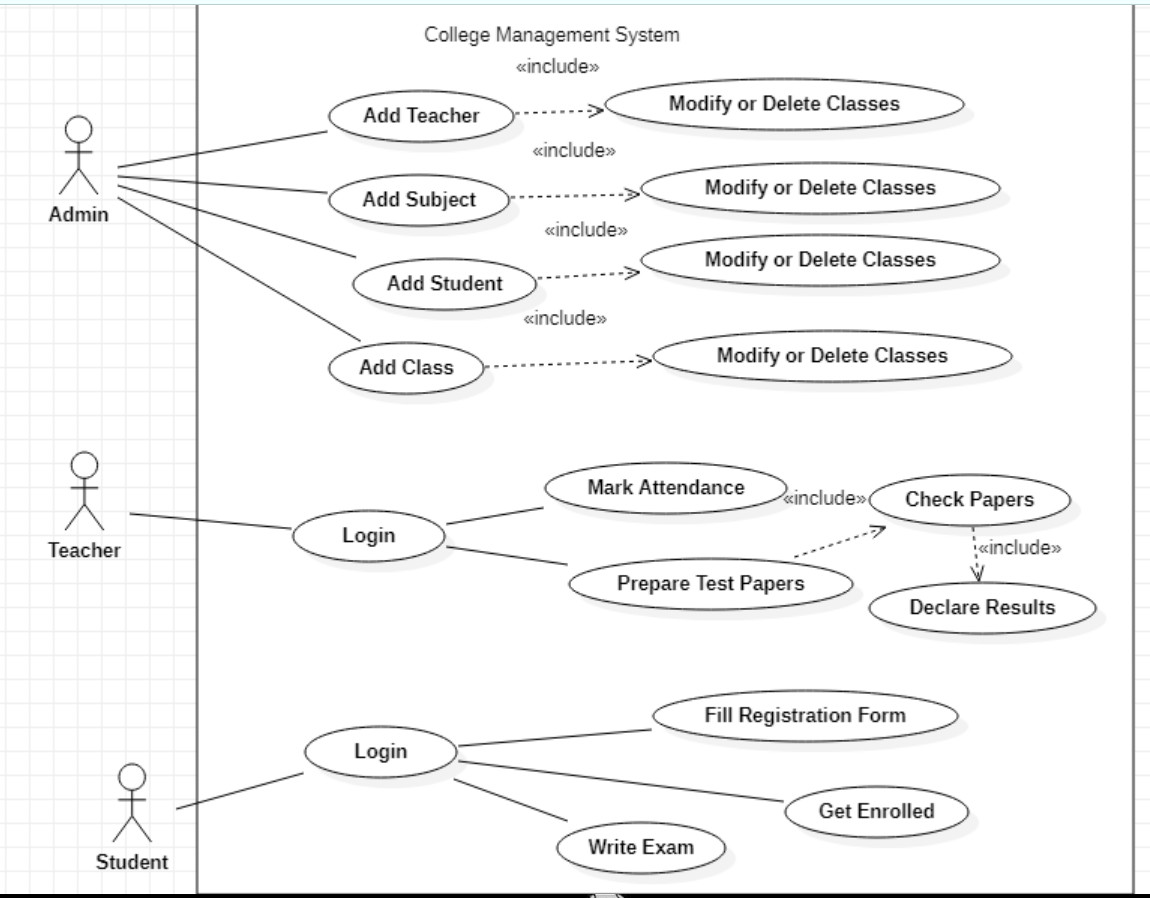 College Management System
«include»
Add Teacher
Modify or Delete Classes
«include»
Add Subject
Modify or Delete Classes
Admin
«include»
Add Student
Modify or Delete Classes
«include»
Add Class
Modify or Delete Classes
Mark Attendance
«include»
Check Papers
Login
Teacher
«include»
Prepare Test Papers
Declare Results
Fill Registration Form
Login
Get Enrolled
Write Exam
Student